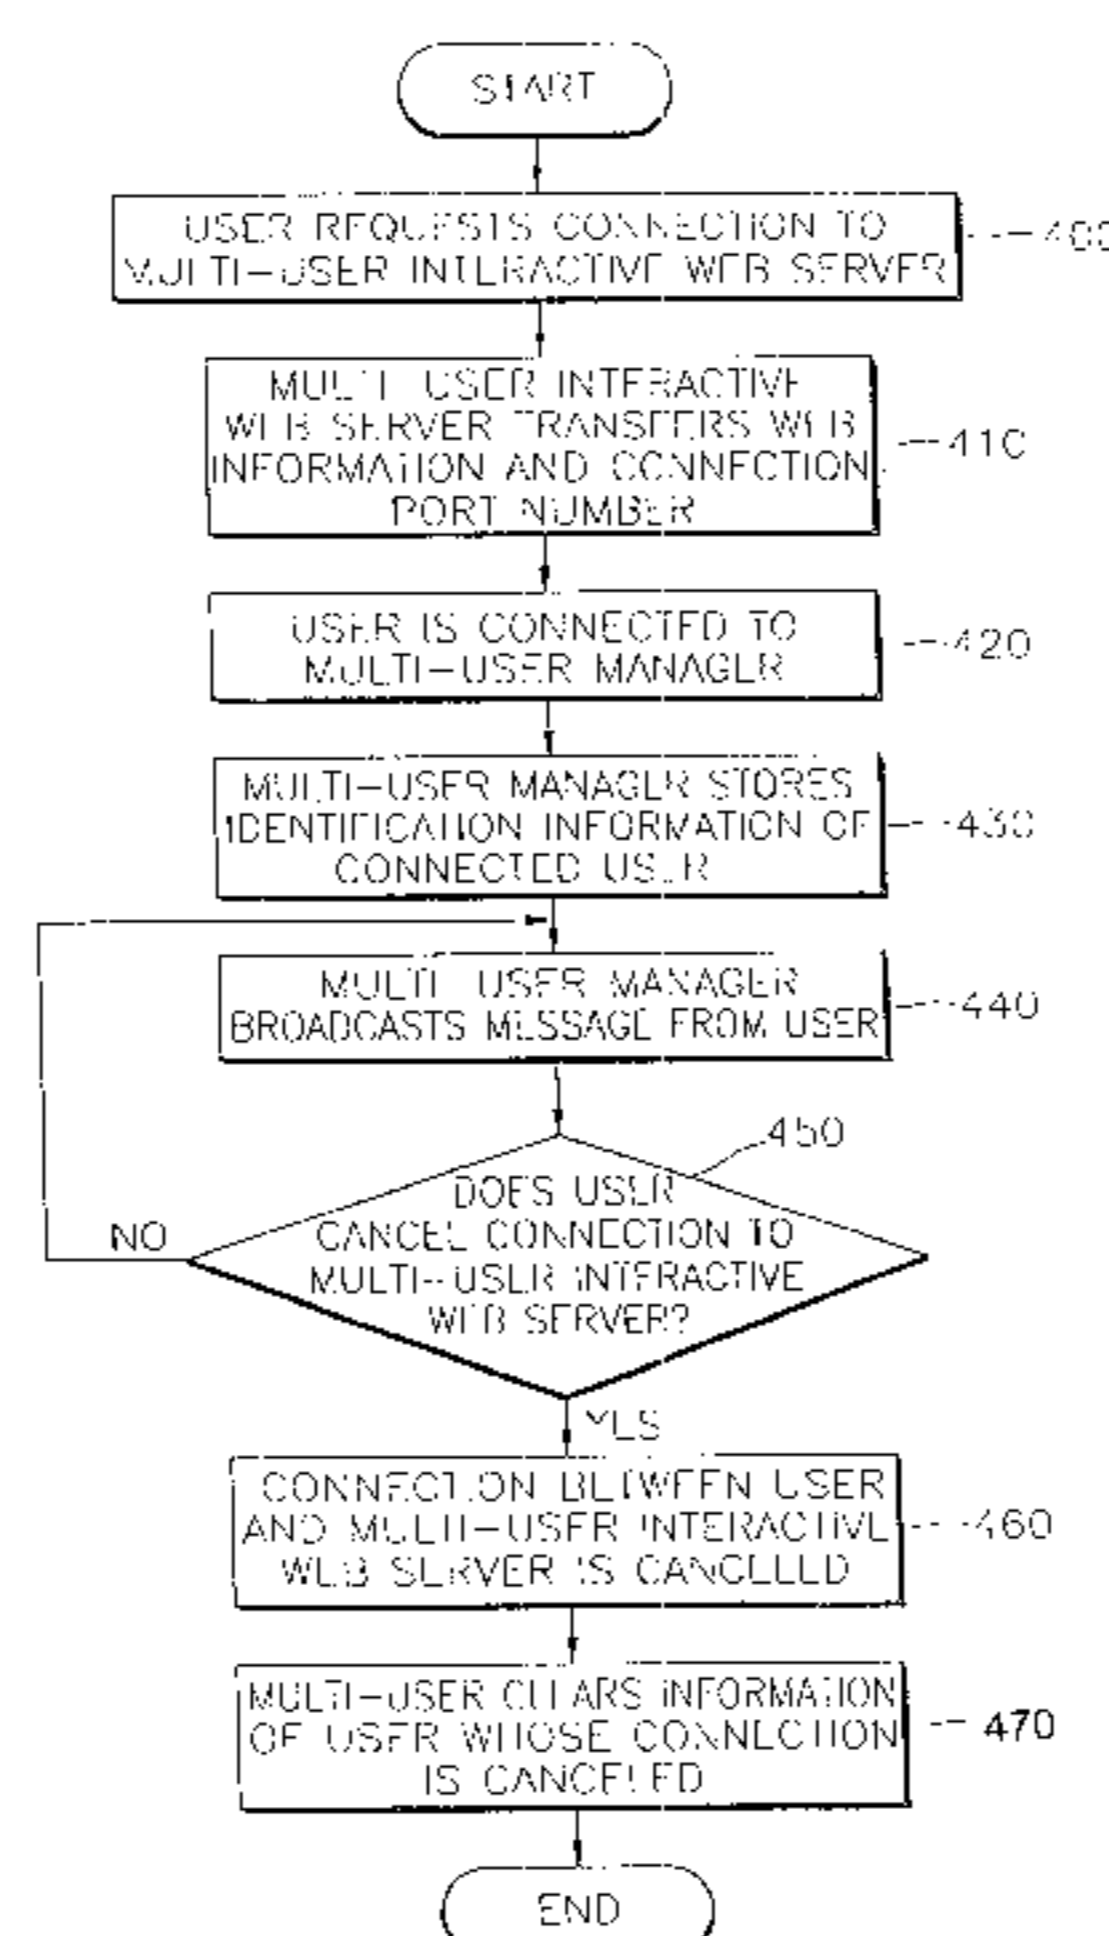 START
USER REQUESTS CONNECTION TO
MULTI-USER INTERACTIVE WEB SERVER
400
MULTI USER INTERACTIVE
WEB SERVER TRANSFERS WEB
INFORMATION AND CONNECTION
PORT NUMBER
410
USER IS CONNECTED TO
MULTI-USER MANAGER
420
MULTI-USER MANAGER STORES
IDENTIFICATION INFORMATION OF
CONNECTED USER
430
MULTI USER MANAGER
BROADCASTS MESSAGE FROM USER
440
450
DOES USER
CANCEL CONNECTION TO
MULTI-USER INTERACTIVE
WEB SERVER?
NO
YES
CONNECTION BETWEEN USER
AND MULTI-USER INTERACTIVE
WEB SERVER IS CANCELED
460
MULTI-USER CLEARS INFORMATION
OF USER WHOSE CONNECTION
IS CANCELED
470
END